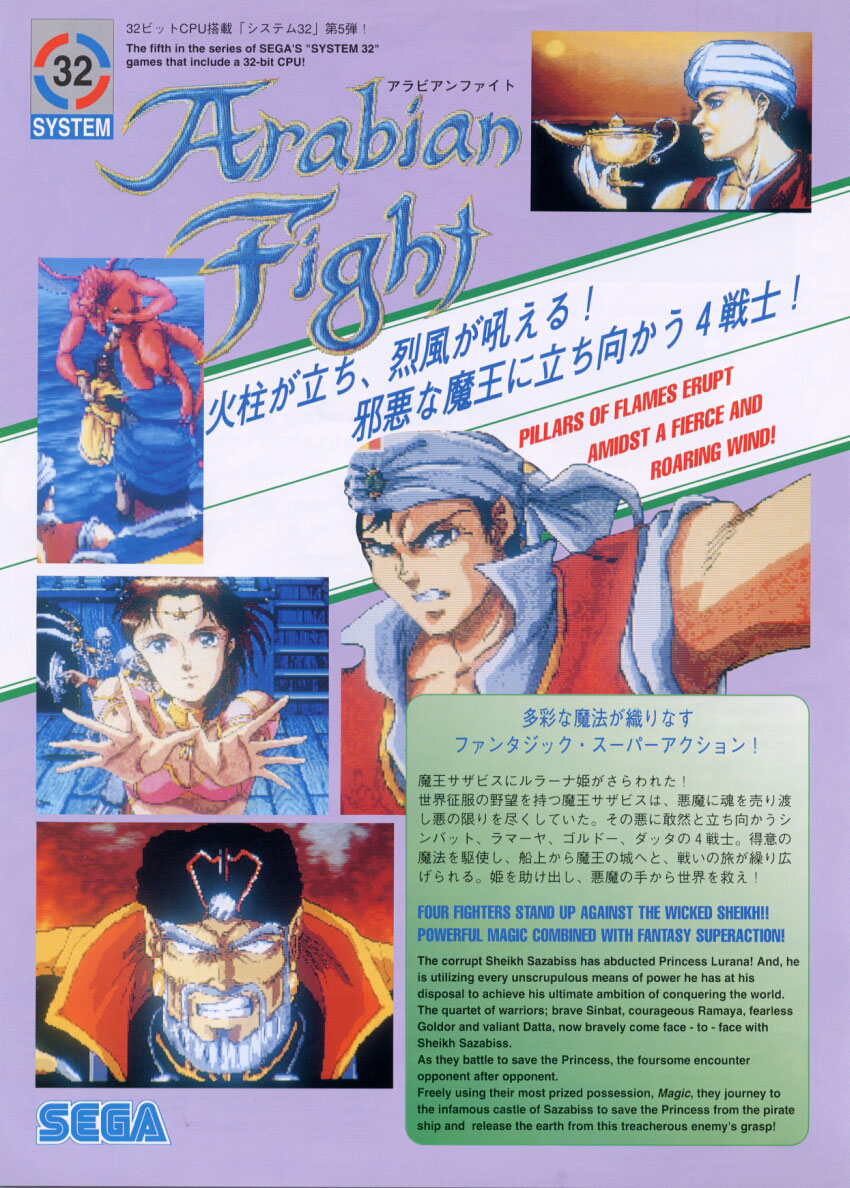 32ビットCPU搭載「システム32」第5弾！
The fifth in the series of SEGA'S "SYSTEM 32"
games that include a 32-bit CPU!
32
SYSTEM
アラビアンファイト
Arabian
Fight
火柱が立ち、烈風が吼える！
邪悪な魔王に立ち向かう4戦士！
PILLARS OF FLAMES ERUPT
AMIDST A FIERCE AND
ROARING WIND!
多彩な魔法が織りなす
ファンタジック・スーパーアクション！
魔王サザビスにルラーナ姫がさらわれた！
世界征服の野望を持つ魔王サザビスは、悪魔に魂を売り渡
し悪の限りを尽くしていた。その悪に敢然と立ち向かうシ
ンバット、ラマーヤ、ゴルドー、ダッタの4戦士。得意の
魔法を駆使し、船上から魔王の城へと、戦いの旅が繰り広
げられる。姫を助け出し、悪魔の手から世界を救え！
FOUR FIGHTERS STAND UP AGAINST THE WICKED SHEIKH!!
POWERFUL MAGIC COMBINED WITH FANTASY SUPERACTION!
The corrupt Sheikh Sazabiss has abducted Princess Lurana! And, he
is utilizing every unscrupulous means of power he has at his
disposal to achieve his ultimate ambition of conquering the world.
The quartet of warriors; brave Sinbat, courageous Ramaya, fearless
Goldor and valiant Datta, now bravely come face - to - face with
Sheikh Sazabiss.
As they battle to save the Princess, the foursome encounter
opponent after opponent.
Freely using their most prized possession, Magic, they journey to
the infamous castle of Sazabiss to save the Princess from the pirate
ship and release the earth from this treacherous enemy's grasp!
SEGA